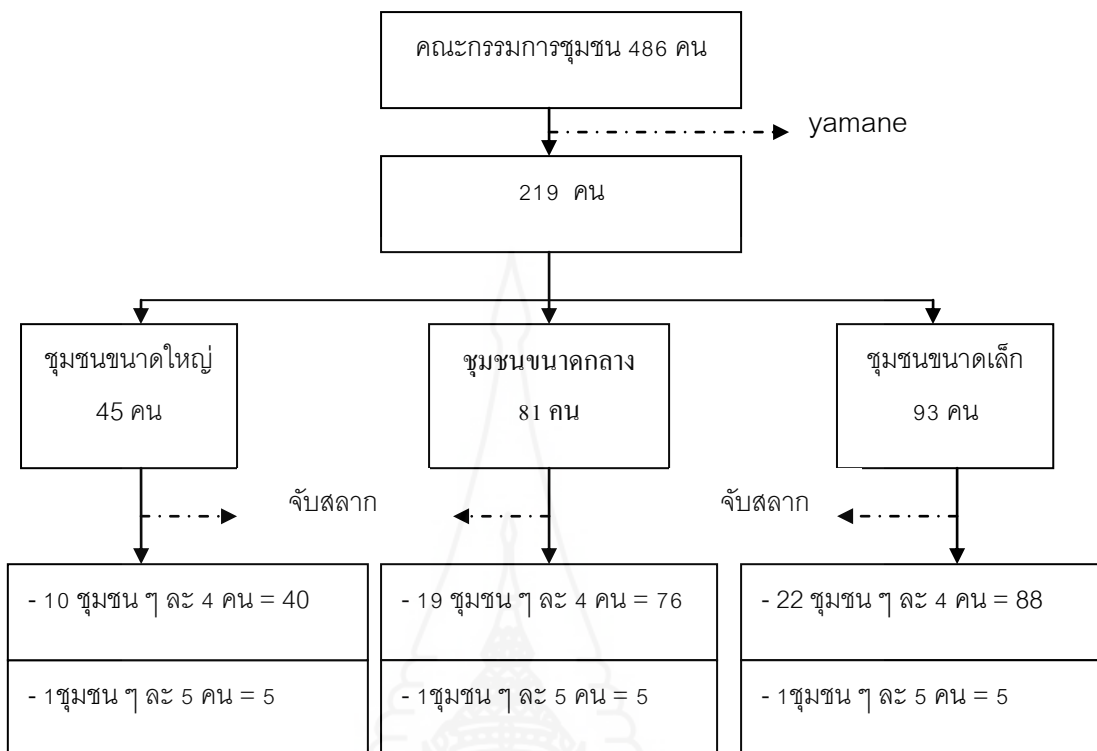 คณะกรรมการชุมชน 486 คน
yamane
219 คน
ชุมชนขนาดใหญ่
45 คน
ชุมชนขนาดกลาง
81 คน
ชุมชนขนาดเล็ก
93 คน
จับสลาก
จับสลาก
- 10 ชุมชน ๆ ละ 4 คน = 40
- 19 ชุมชน ๆ ละ 4 คน = 76
- 22 ชุมชน ๆ ละ 4 คน = 88
- 1ชุมชน ๆ ละ 5 คน = 5
- 1ชุมชน ๆ ละ 5 คน = 5
- 1ชุมชน ๆ ละ 5 คน = 5